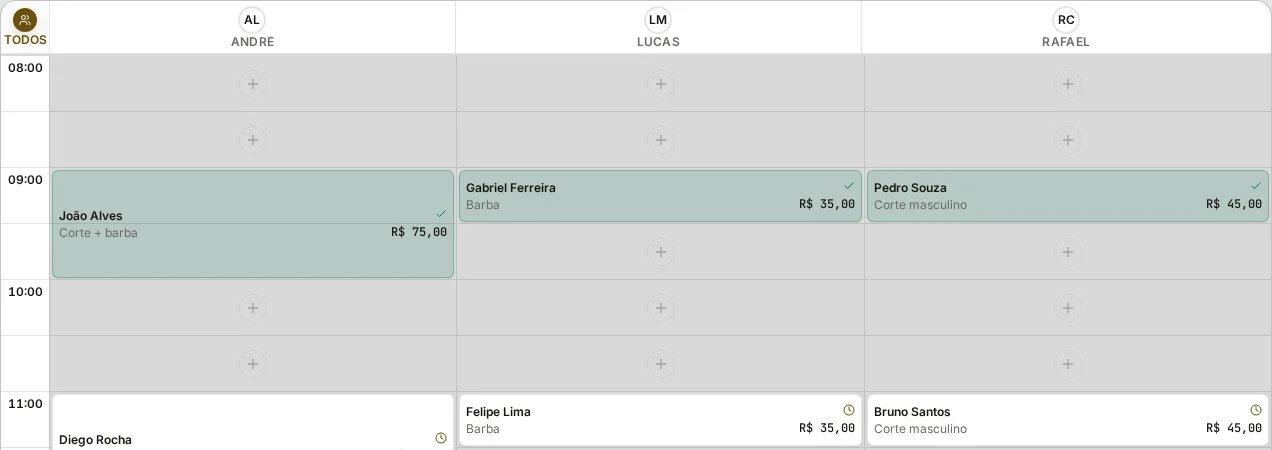 AL
LM
RC
TODOS
ANDRÉ
LUCAS
RAFAEL
08:00
09:00
João Alves
Corte + barba
R$ 75,00
Gabriel Ferreira
Barba
R$ 35,00
Pedro Souza
Corte masculino
R$ 45,00
10:00
11:00
Diego Rocha
Felipe Lima
Barba
R$ 35,00
Bruno Santos
Corte masculino
R$ 45,00